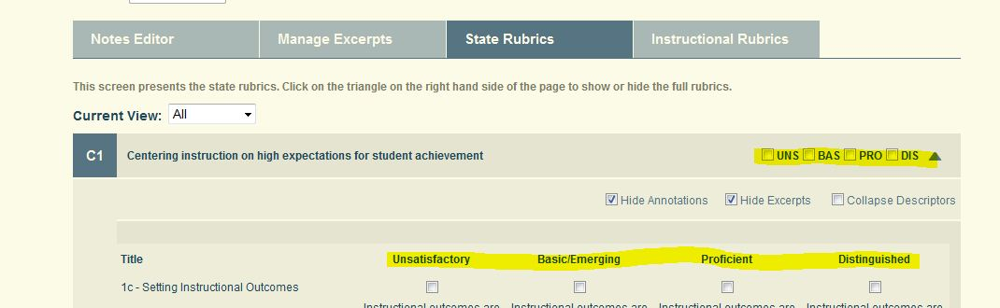 Notes Editor Manage Excerpts State Rubrics Instructional Rubrics
This screen presents the state rubrics. Click on the triangle on the right hand side of the page to show or hide the full rubrics.
Current View: All
C1 Centering instruction on high expectations for student achievement UNS BAS PRO DIS
Hide Annotations Hide Excerpts Collapse Descriptors
Title Unsatisfactory Basic/Emerging Proficient Distinguished
1c - Setting Instructional Outcomes
Instructional outcomes are Instructional outcomes are Instructional outcomes are Instructional outcomes are